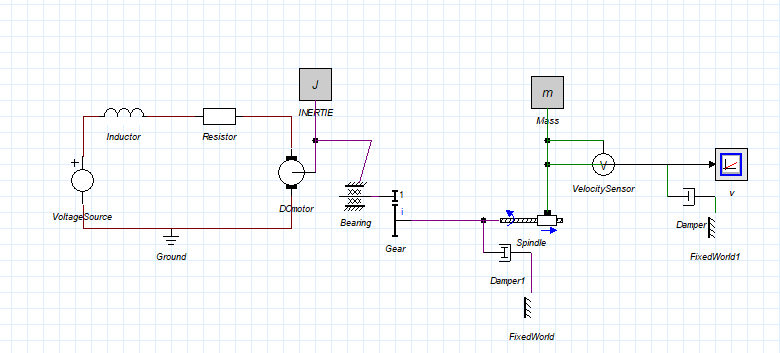 J
m
INERTIE
Mass
Inductor
Resistor
+
V
VelocitySensor
v
VoltageSource
DCmotor
Bearing
1
i
Gear
Spindle
Damper
Ground
FixedWorld1
Damper1
FixedWorld